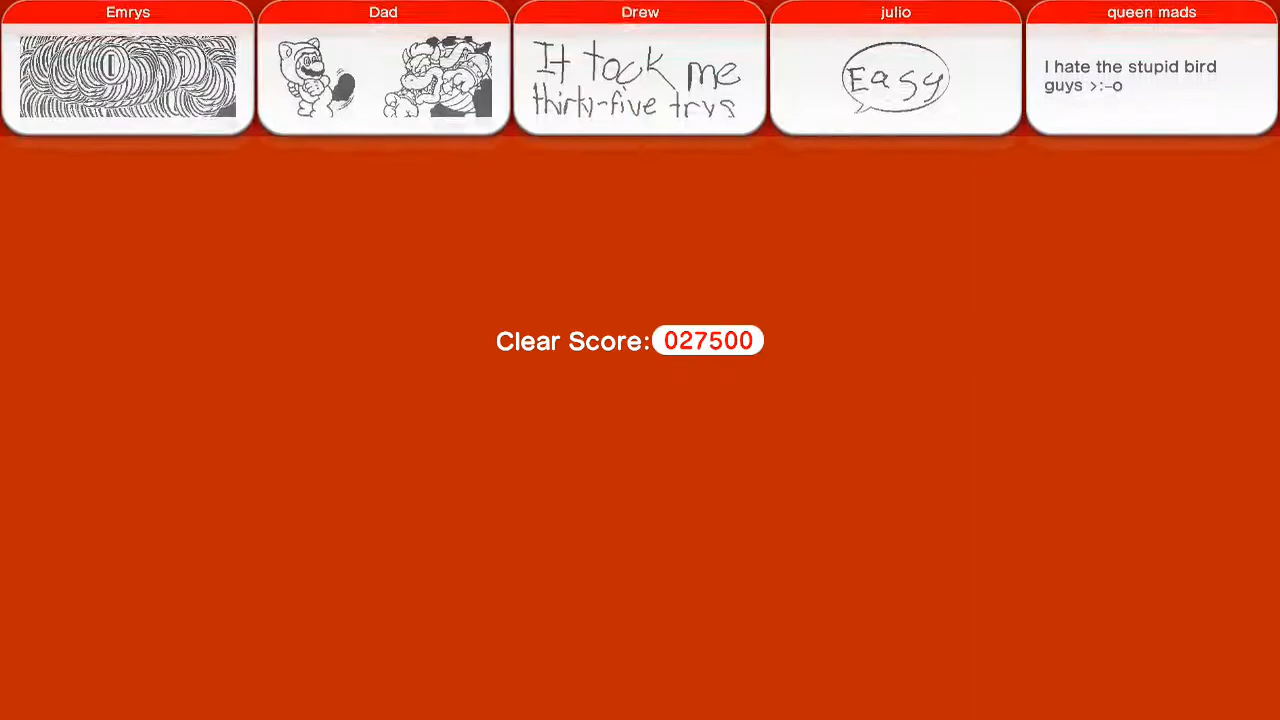 Emrys
Dad
Drew
julio
queen mads
It tock me
thirty-five trys
Easy
I hate the stupid bird
guys >:-o
Clear Score: 027500